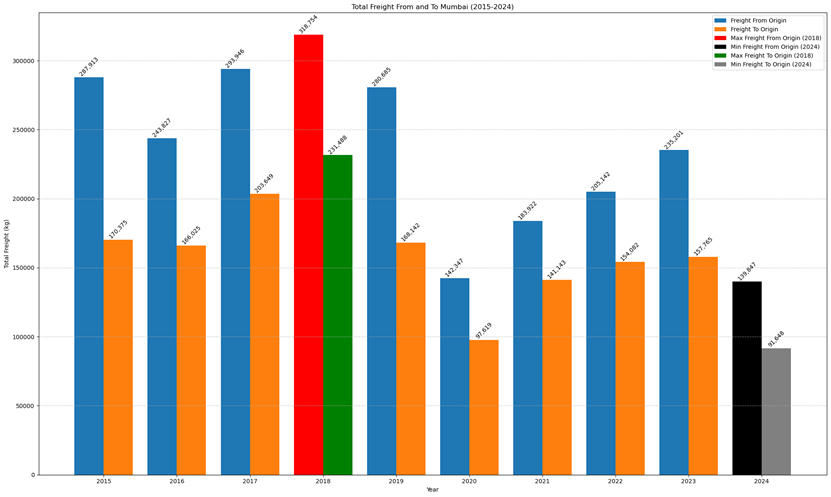 Total Freight From and To Mumbai (2015-2024)
Freight From Origin
Freight To Origin
Max Freight From Origin (2018)
Min Freight From Origin (2024)
Max Freight To Origin (2018)
Min Freight To Origin (2024)
Total Freight (kg)
300000
250000
200000
150000
100000
50000
0
287,913
170,375
243,827
166,025
293,946
203,649
318,754
231,488
280,685
168,142
142,347
97,619
183,922
141,143
205,142
154,082
235,201
157,765
139,847
91,648
2015 2016 2017 2018 2019 2020 2021 2022 2023 2024
Year